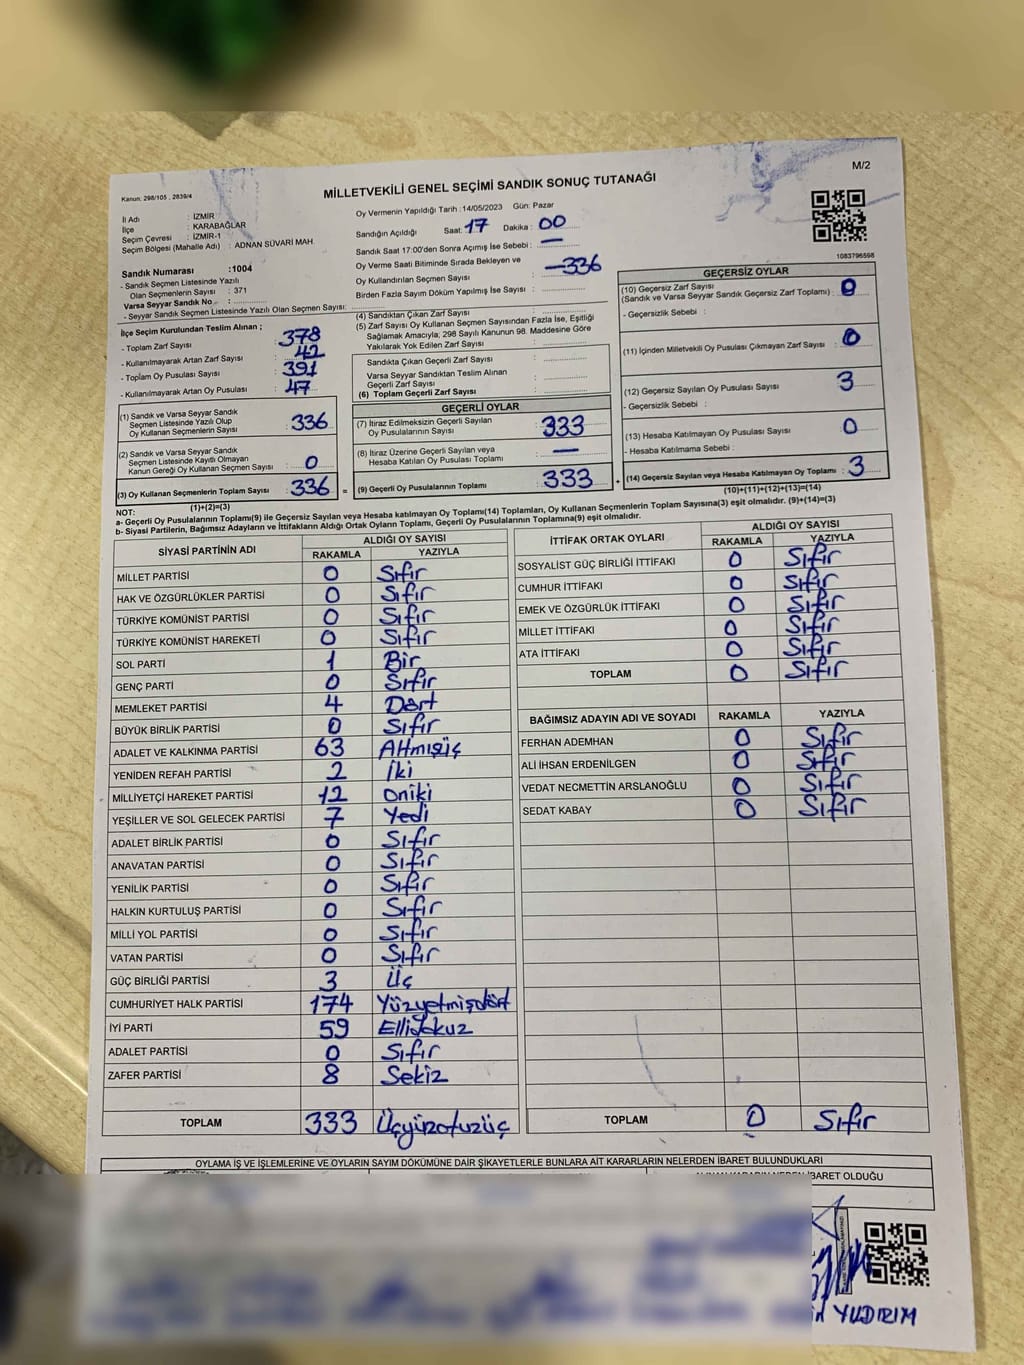 Kanun: 298/105 , 2839/4
MİLLETVEKİLİ GENEL SEÇİMİ SANDIK SONUÇ TUTANAĞI
M/2
İl Adı : İZMİR
İlçe : KARABAĞLAR
Seçim Çevresi : İZMİR-1
Seçim Bölgesi (Mahalle Adı) : ADNAN SÜVARİ MAH.
Oy Vermenin Yapıldığı Tarih : 14/05/2023 Gün: Pazar
Sandığın Açıldığı Saat: 17 Dakika : 00
Sandık Saat 17:00'den Sonra Açımış İse Sebebi : —
Oy Verme Saati Bitiminde Sırada Bekleyen ve
Oy Kullandırılan Seçmen Sayısı : —336
Birden Fazla Sayım Döküm Yapılmış İse Sayısı :
1083796598
Sandık Numarası :1004
- Sandık Seçmen Listesinde Yazılı
Olan Seçmenlerin Sayısı : 371
Varsa Seyyar Sandık No :
- Seyyar Sandık Seçmen Listesinde Yazılı Olan Seçmen Sayısı:
İlçe Seçim Kurulundan Teslim Alınan ;
- Toplam Zarf Sayısı : 378
- Kullanılmayarak Artan Zarf Sayısı : 42
- Toplam Oy Pusulası Sayısı : 391
- Kullanılmayarak Artan Oy Pusulası : 47
(4) Sandıktan Çıkan Zarf Sayısı :
(5) Zarf Sayısı Oy Kullanan Seçmen Sayısından Fazla İse, Eşitliği
Sağlamak Amacıyla; 298 Sayılı Kanunun 98. Maddesine Göre
Yakılarak Yok Edilen Zarf Sayısı :
Sandıkta Çıkan Geçerli Zarf Sayısı :
Varsa Seyyar Sandıktan Teslim Alınan
Geçerli Zarf Sayısı :
(6) Toplam Geçerli Zarf Sayısı :
GEÇERSİZ OYLAR
(10) Geçersiz Zarf Sayısı
(Sandık ve Varsa Seyyar Sandık Geçersiz Zarf Toplamı) : 0
- Geçersizlik Sebebi :
(11) İçinden Milletvekili Oy Pusulası Çıkmayan Zarf Sayısı : 0
(12) Geçersiz Sayılan Oy Pusulası Sayısı : 3
- Geçersizlik Sebebi :
(13) Hesaba Katılmayan Oy Pusulası Sayısı : 0
- Hesaba Katılmama Sebebi :
(14) Geçersiz Sayılan veya Hesaba Katılmayan Oy Toplamı : 3
(10)+(11)+(12)+(13)=(14)
(1) Sandık ve Varsa Seyyar Sandık
Seçmen Listesinde Yazılı Olup
Oy Kullanan Seçmenlerin Sayısı : 336
(2) Sandık ve Varsa Seyyar Sandık
Seçmen Listesinde Kayıtlı Olmayan
Kanun Gereği Oy Kullanan Seçmen Sayısı : 0
(3) Oy Kullanan Seçmenlerin Toplam Sayısı : 336 =
(1)+(2)=(3)
GEÇERLİ OYLAR
(7) İtiraz Edilmeksizin Geçerli Sayılan
Oy Pusulalarının Sayısı : 333
(8) İtiraz Üzerine Geçerli Sayılan veya
Hesaba Katılan Oy Pusulası Toplamı : —
(9) Geçerli Oy Pusulalarının Toplamı : 333 +
NOT:
a- Geçerli Oy Pusulalarının Toplamı(9) ile Geçersiz Sayılan veya Hesaba katılmayan Oy Toplamı(14) Toplamları, Oy Kullanan Seçmenlerin Toplam Sayısına(3) eşit olmalıdır. (9)+(14)=(3)
b- Siyasi Partilerin, Bağımsız Adayların ve İttifakların Aldığı Ortak Oyların Toplamı, Geçerli Oy Pusulalarının Toplamına(9) eşit olmalıdır.
SİYASİ PARTİNİN ADI ALDIĞI OY SAYISI
RAKAMLA YAZIYLA
MİLLET PARTİSİ 0 Sıfır
HAK VE ÖZGÜRLÜKLER PARTİSİ 0 Sıfır
TÜRKİYE KOMÜNİST PARTİSİ 0 Sıfır
TÜRKİYE KOMÜNİST HAREKETİ 0 Sıfır
SOL PARTİ 1 Bir
GENÇ PARTİ 0 Sıfır
MEMLEKET PARTİSİ 4 Dört
BÜYÜK BİRLİK PARTİSİ 0 Sıfır
ADALET VE KALKINMA PARTİSİ 63 Altmışüç
YENİDEN REFAH PARTİSİ 2 İki
MİLLİYETÇİ HAREKET PARTİSİ 12 Oniki
YEŞİLLER VE SOL GELECEK PARTİSİ 7 Yedi
ADALET BİRLİK PARTİSİ 0 Sıfır
ANAVATAN PARTİSİ 0 Sıfır
YENİLİK PARTİSİ 0 Sıfır
HALKIN KURTULUŞ PARTİSİ 0 Sıfır
MİLLİ YOL PARTİSİ 0 Sıfır
VATAN PARTİSİ 0 Sıfır
GÜÇ BİRLİĞİ PARTİSİ 3 Üç
CUMHURİYET HALK PARTİSİ 174 Yüzyetmişdört
İYİ PARTİ 59 Ellidokuz
ADALET PARTİSİ 0 Sıfır
ZAFER PARTİSİ 8 Sekiz
TOPLAM 333 Üçyüzotuzüç
İTTİFAK ORTAK OYLARI ALDIĞI OY SAYISI
RAKAMLA YAZIYLA
SOSYALİST GÜÇ BİRLİĞİ İTTİFAKI 0 Sıfır
CUMHUR İTTİFAKI 0 Sıfır
EMEK VE ÖZGÜRLÜK İTTİFAKI 0 Sıfır
MİLLET İTTİFAKI 0 Sıfır
ATA İTTİFAKI 0 Sıfır
TOPLAM 0 Sıfır
BAĞIMSIZ ADAYIN ADI VE SOYADI RAKAMLA YAZIYLA
FERHAN ADEMHAN 0 Sıfır
ALİ İHSAN ERDENİLGEN 0 Sıfır
VEDAT NECMETTİN ARSLANOĞLU 0 Sıfır
SEDAT KABAY 0 Sıfır
TOPLAM 0 Sıfır
OYLAMA İŞ VE İŞLEMLERİNE VE OYLARIN SAYIM DÖKÜMÜNE DAİR ŞİKAYETLERLE BUNLARA AİT KARARLARIN NELERDEN İBARET BULUNDUKLARI
İBARET OLDUĞU
YILDIRIM